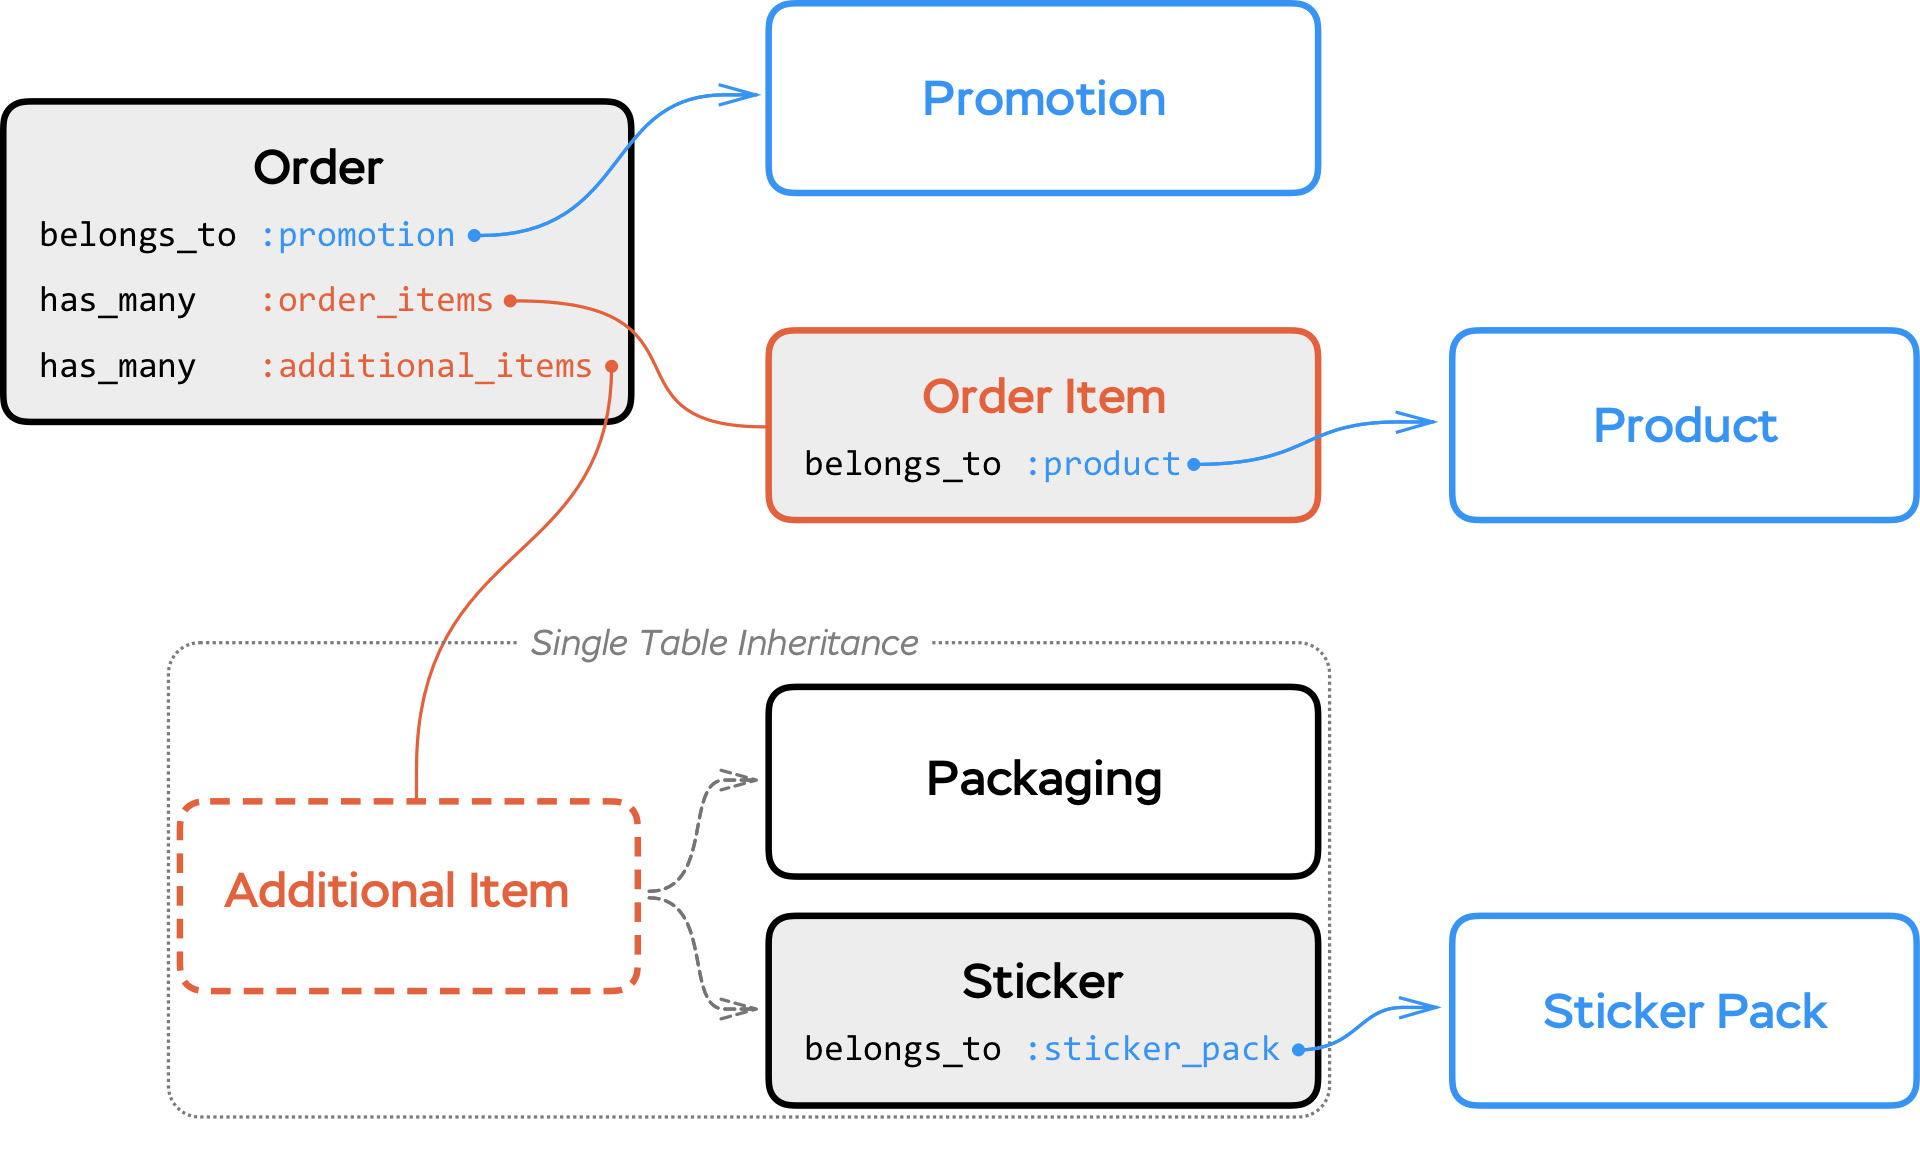 Promotion
Order
belongs_to :promotion
has_many :order_items
has_many :additional_items
Order Item
belongs_to :product
Product
Single Table Inheritance
Packaging
Additional Item
Sticker
belongs_to :sticker_pack
Sticker Pack